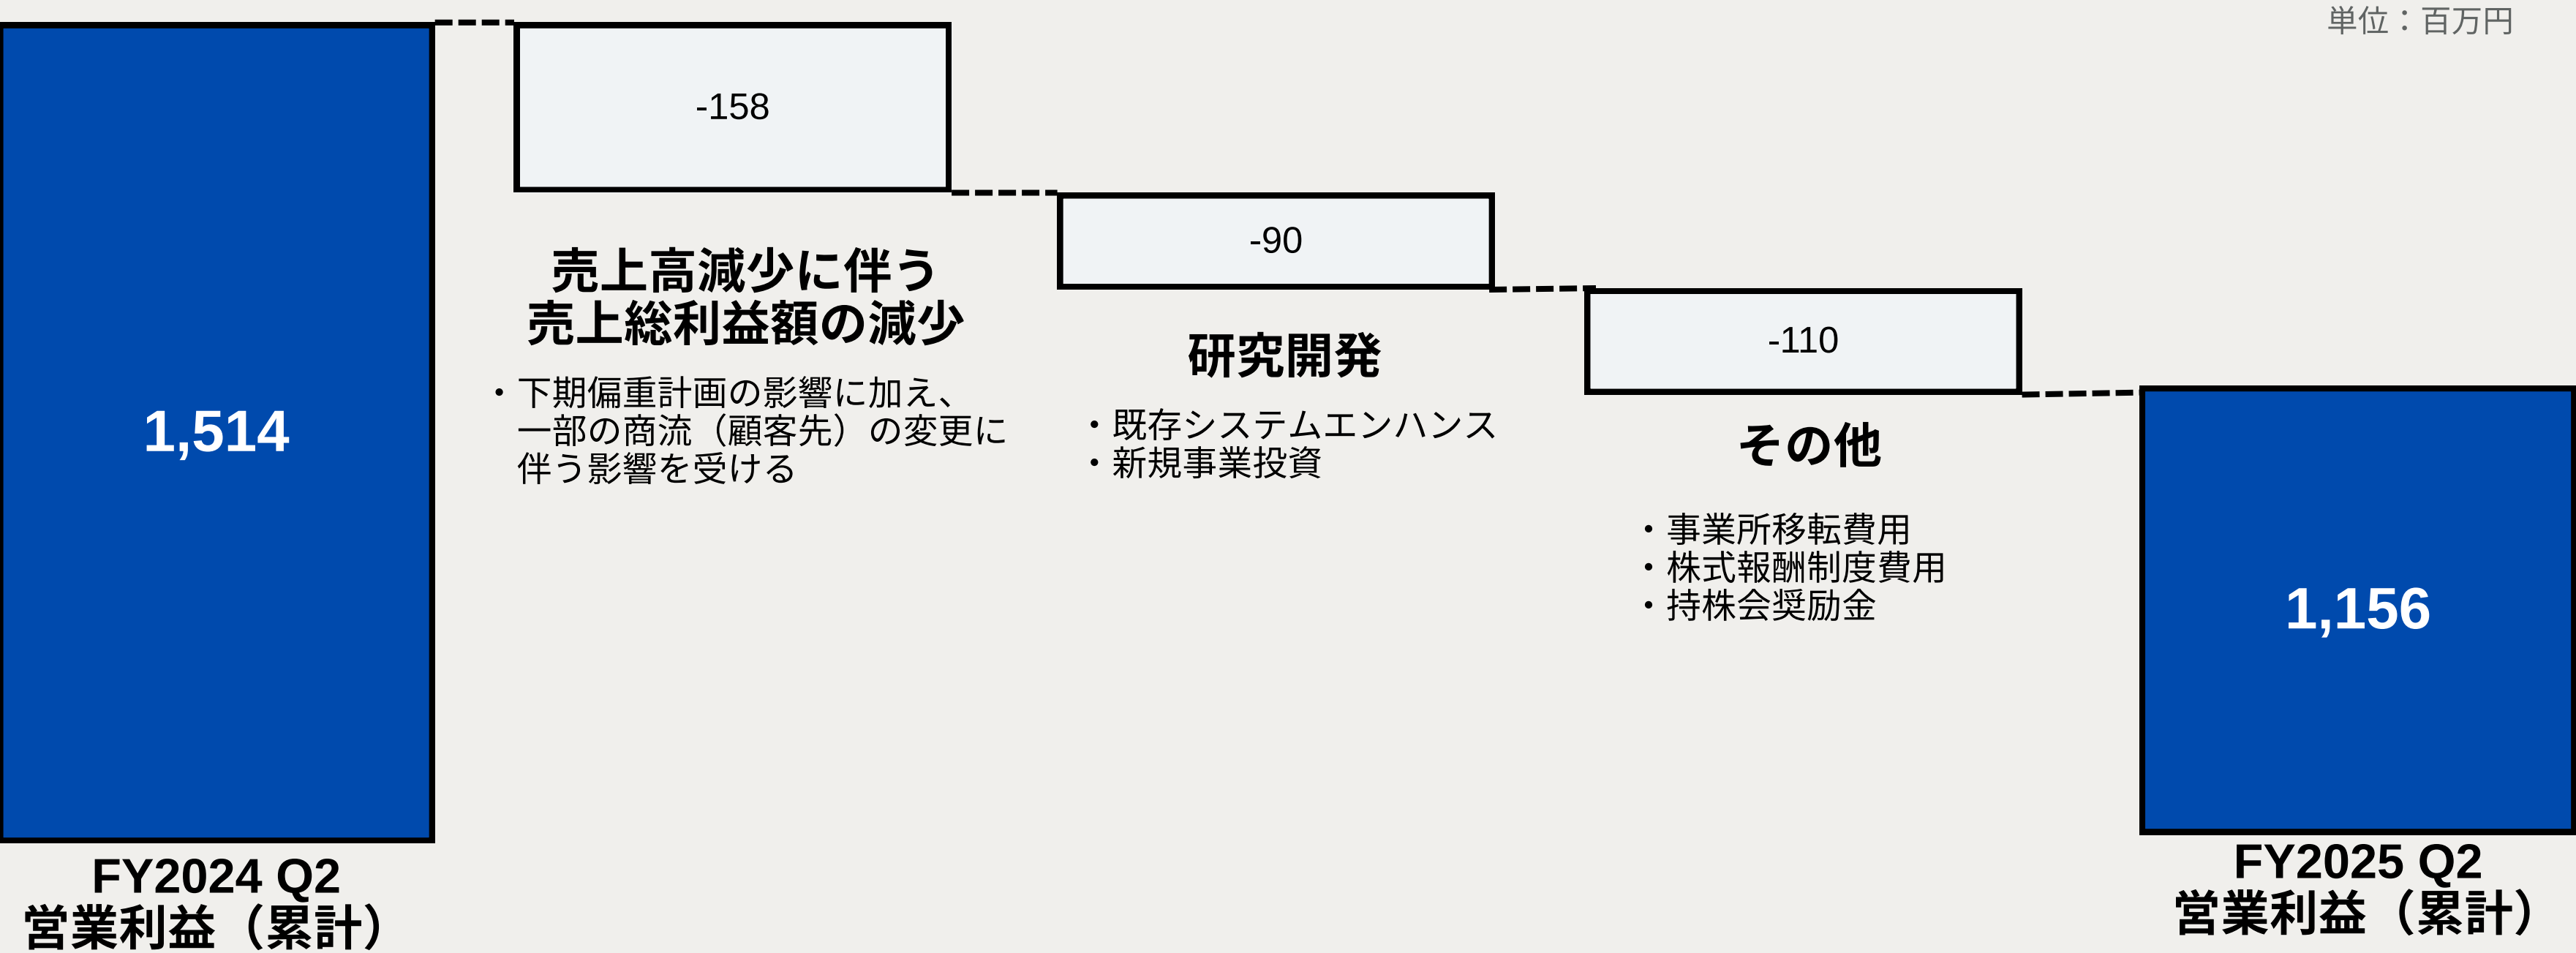 単位：百万円
1,514
FY2024 Q2
営業利益（累計）
-158
売上高減少に伴う
売上総利益額の減少
・下期偏重計画の影響に加え、
一部の商流（顧客先）の変更に
伴う影響を受ける
-90
研究開発
・既存システムエンハンス
・新規事業投資
-110
その他
・事業所移転費用
・株式報酬制度費用
・持株会奨励金
1,156
FY2025 Q2
営業利益（累計）